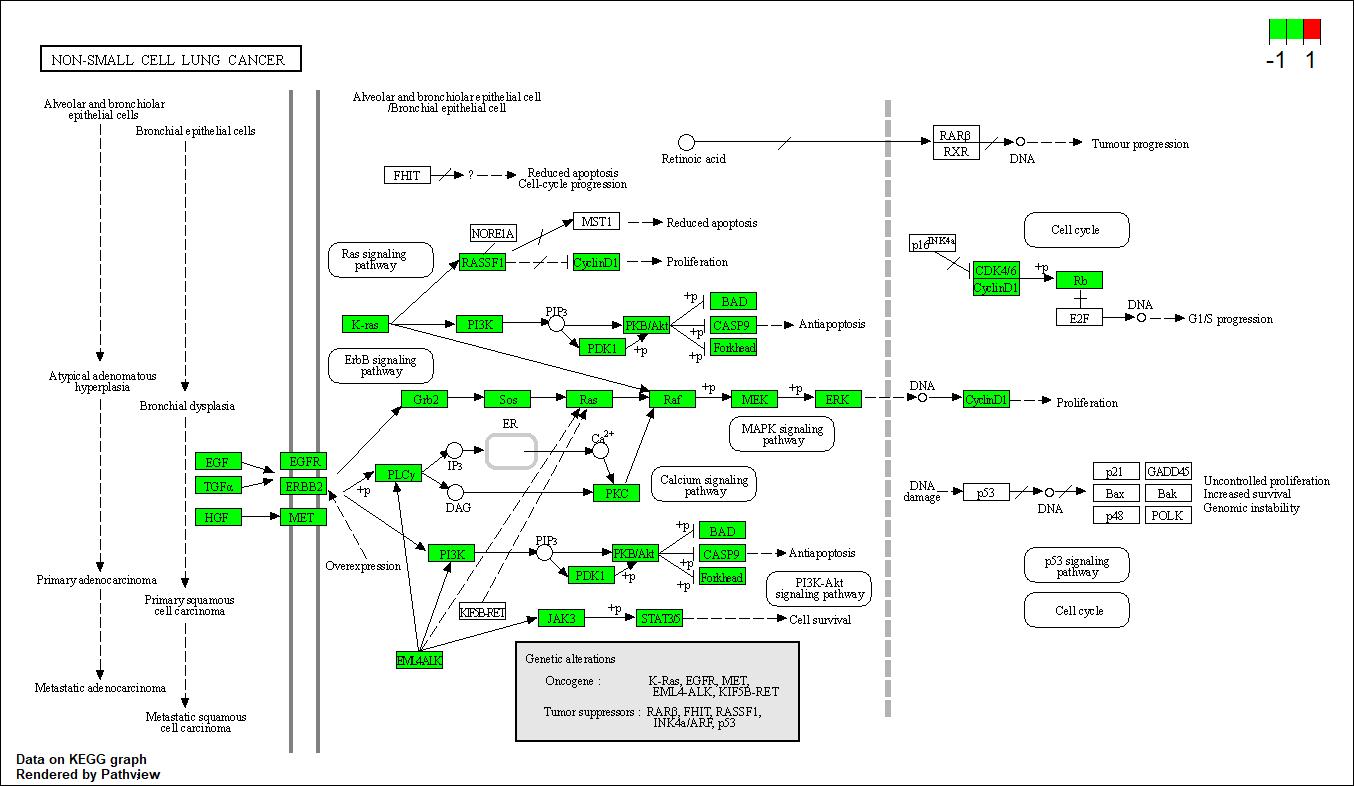 -1 1
NON-SMALL CELL LUNG CANCER
Alveolar and bronchiolar
epithelial cells
Bronchial epithelial cells
Atypical adenomatous
hyperplasia
Bronchial dysplasia
Primary adenocarcinoma
Primary squamous
cell carcinoma
Metastatic adenocarcinoma
Metastatic squamous
cell carcinoma
Alveolar and bronchiolar epithelial cell
/Bronchial epithelial cell
Retinoic acid
RARβ
RXR
DNA
Tumour progression
FHIT
?
Reduced apoptosis
Cell-cycle progression
NORE1A
MST1
Reduced apoptosis
Ras signaling
pathway
RASSF1
CyclinD1
Proliferation
p16INK4a
Cell cycle
CDK4/6
CyclinD1
+p
Rb
E2F
DNA
G1/S progression
K-ras
PI3K
PIP3
PDK1
+p
PKB/Akt
+p
+p
+p
BAD
CASP9
Forkhead
Antiapoptosis
ErbB signaling
pathway
Grb2
Sos
Ras
Raf
+p
MEK
+p
ERK
DNA
CyclinD1
Proliferation
MAPK signaling
pathway
ER
EGF
TGFα
HGF
EGFR
ERBB2
MET
+p
PLCγ
IP3
DAG
Ca2+
PKC
Calcium signaling
pathway
DNA
damage
p53
DNA
p21
GADD45
Bax
Bak
p48
POLK
Uncontrolled proliferation
Increased survival
Genomic instability
Overexpression
PI3K
PIP3
PDK1
+p
PKB/Akt
+p
+p
+p
BAD
CASP9
Forkhead
Antiapoptosis
PI3K-Akt
signaling pathway
p53 signaling
pathway
Cell cycle
KIF5B-RET
JAK3
+p
STAT3/5
Cell survival
EML4ALK
Genetic alterations
Oncogene : K-Ras, EGFR, MET,
EML4-ALK, KIF5B-RET
Tumor suppressors : RARβ, FHIT, RASSF1,
INK4a/ARF, p53
Data on KEGG graph
Rendered by Pathview